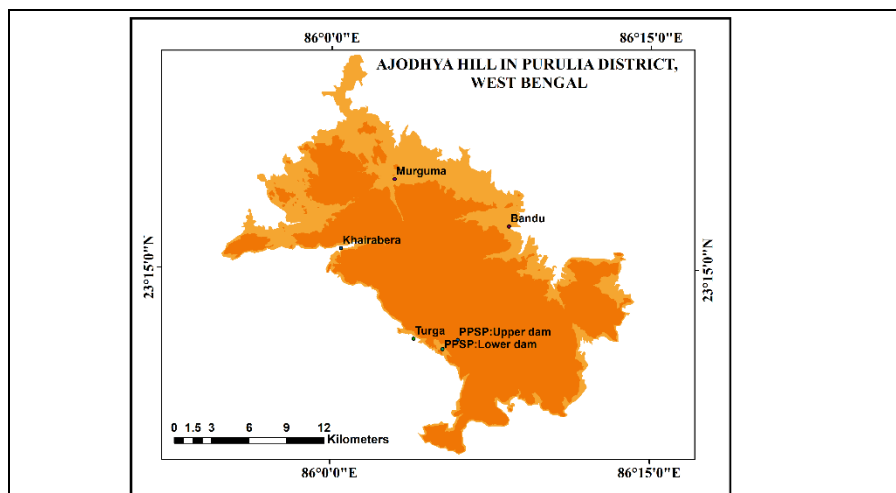 86°0'0"E 86°15'0"E
AJODHYA HILL IN PURULIA DISTRICT,
WEST BENGAL
Murguma
Bandu
Khairabera
23°15'0"N 23°15'0"N
Turga
PPSP:Upper dam
PPSP:Lower dam
0 1.5 3 6 9 12
Kilometers
86°0'0"E 86°15'0"E